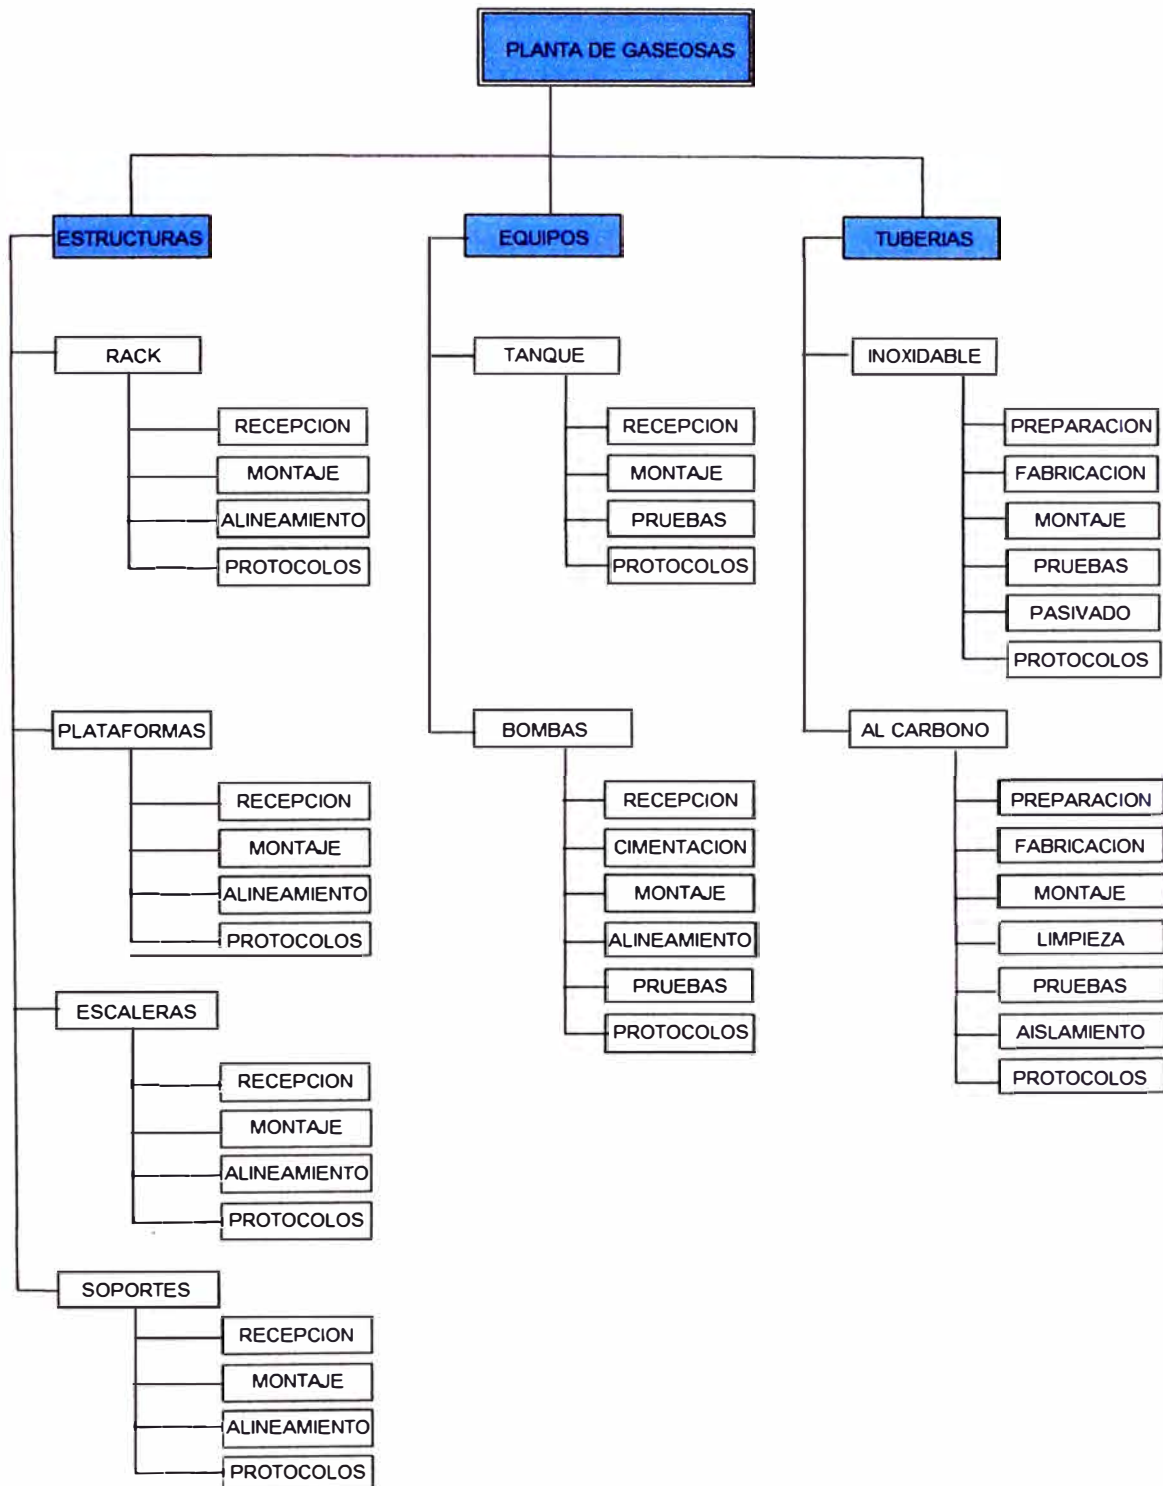 PLANTA DE GASEOSAS
ESTRUCTURAS
RACK
RECEPCION
MONTAJE
ALINEAMIENTO
PROTOCOLOS
PLATAFORMAS
RECEPCION
MONTAJE
ALINEAMIENTO
PROTOCOLOS
ESCALERAS
RECEPCION
MONTAJE
ALINEAMIENTO
PROTOCOLOS
SOPORTES
RECEPCION
MONTAJE
ALINEAMIENTO
PROTOCOLOS
EQUIPOS
TANQUE
RECEPCION
MONTAJE
PRUEBAS
PROTOCOLOS
BOMBAS
RECEPCION
CIMENTACION
MONTAJE
ALINEAMIENTO
PRUEBAS
PROTOCOLOS
TUBERIAS
INOXIDABLE
PREPARACION
FABRICACION
MONTAJE
PRUEBAS
PASIVADO
PROTOCOLOS
AL CARBONO
PREPARACION
FABRICACION
MONTAJE
LIMPIEZA
PRUEBAS
AISLAMIENTO
PROTOCOLOS